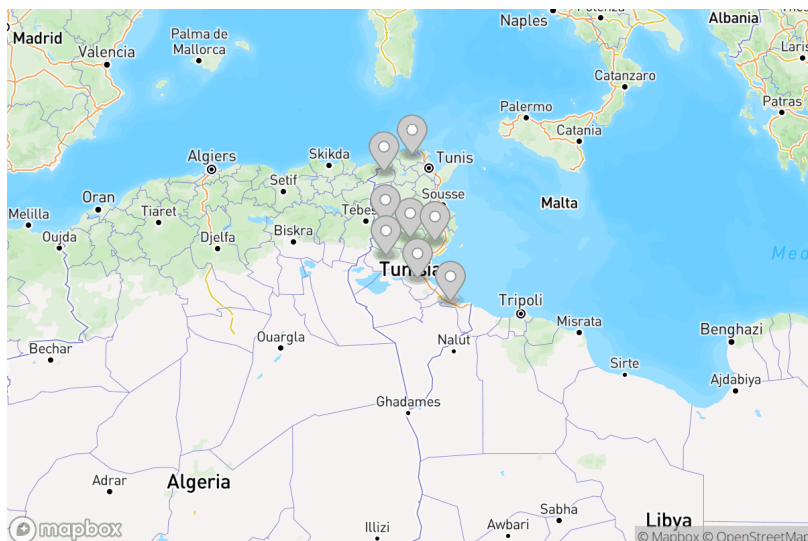 Naples
Potenza
Albania
Madrid
Palma de
Mallorca
Valencia
Laris
Catanzaro
Palermo
Patras
Catania
Algiers
Skikda
Tunis
Setif
Oran
Sousse
Malta
Melilla
Tiaret
Tebes
Oujda
Djelfa
Biskra
Med
Tunisia
Tripoli
Misrata
Benghazi
Ouargla
Nalut
Bechar
Sirte
Ajdabiya
Ghadames
Adrar
Algeria
Sabha
Illizi
Awbari
Libya
mapbox
© Mapbox © OpenStreetMap